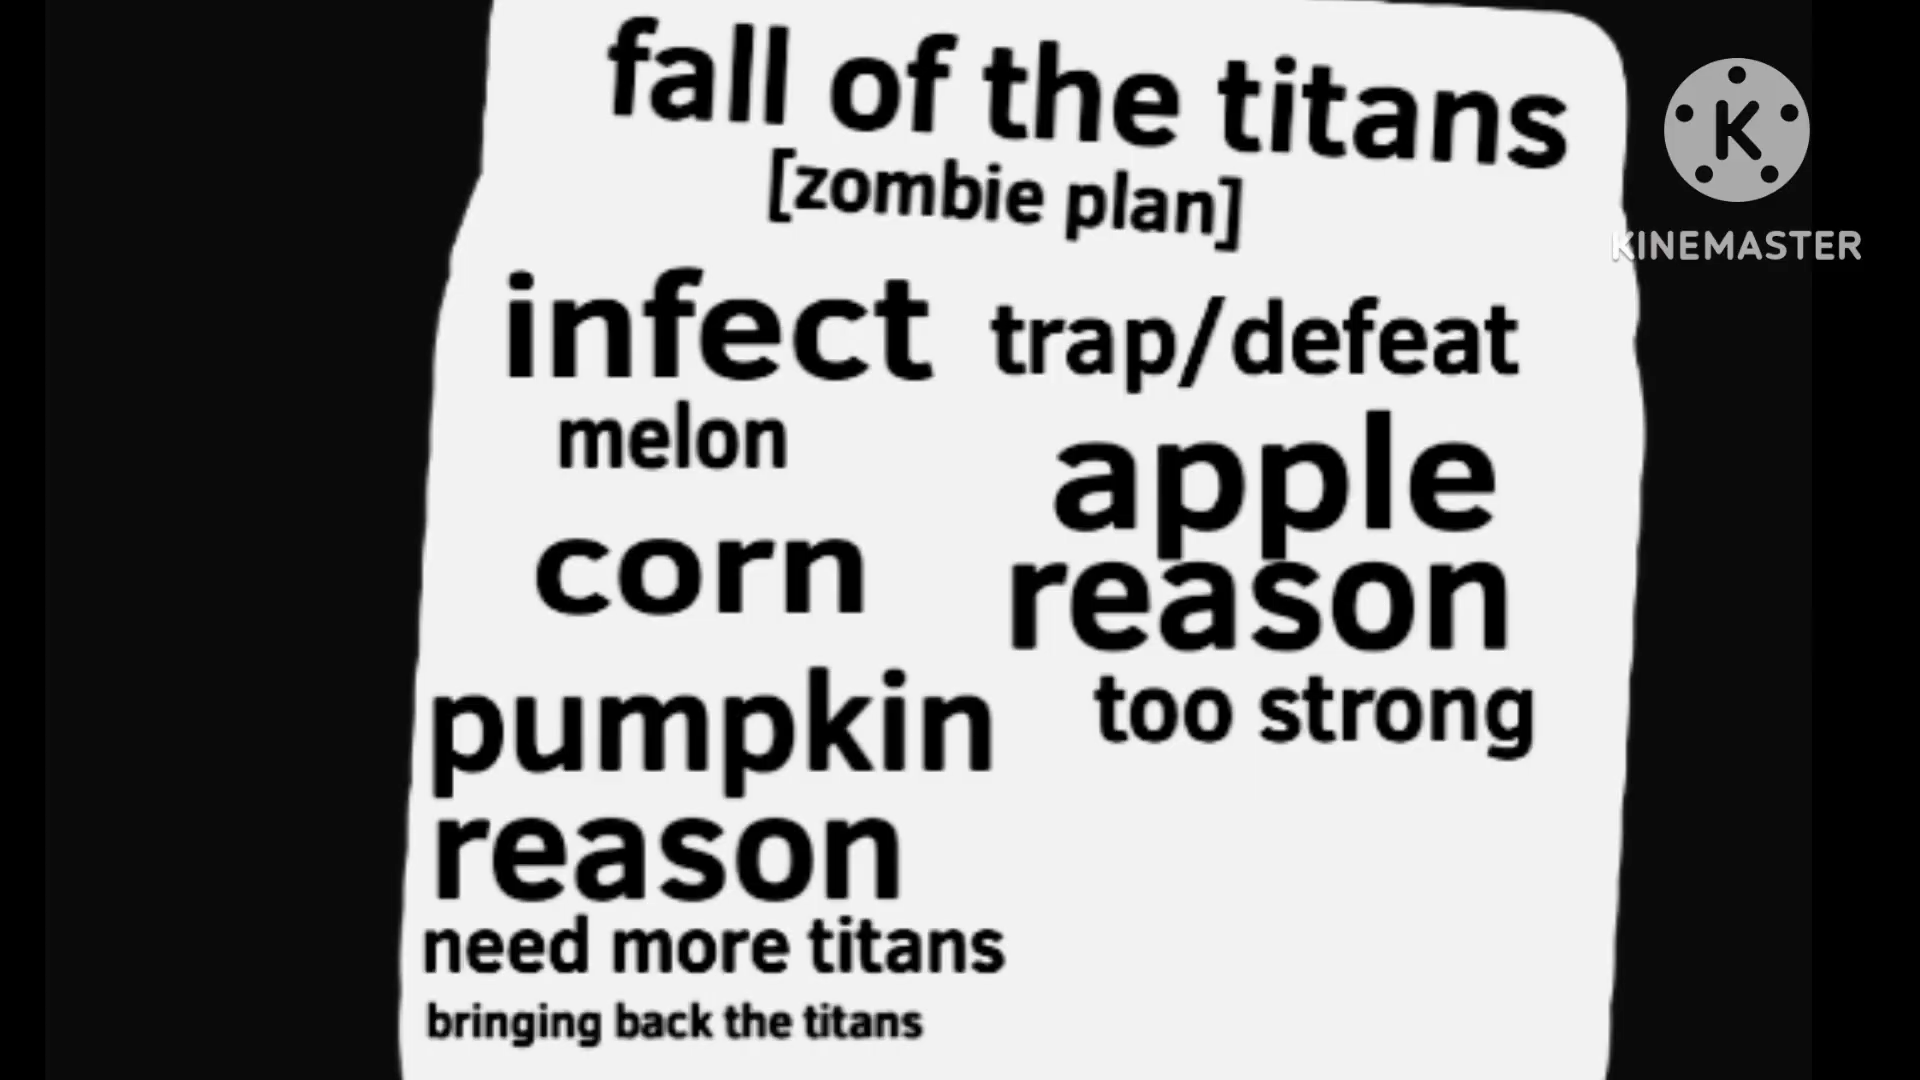 fall of the titans
[zombie plan]
infect
melon
corn
pumpkin
reason
need more titans
bringing back the titans
trap/defeat
apple
reason
too strong
K
KINEMASTER